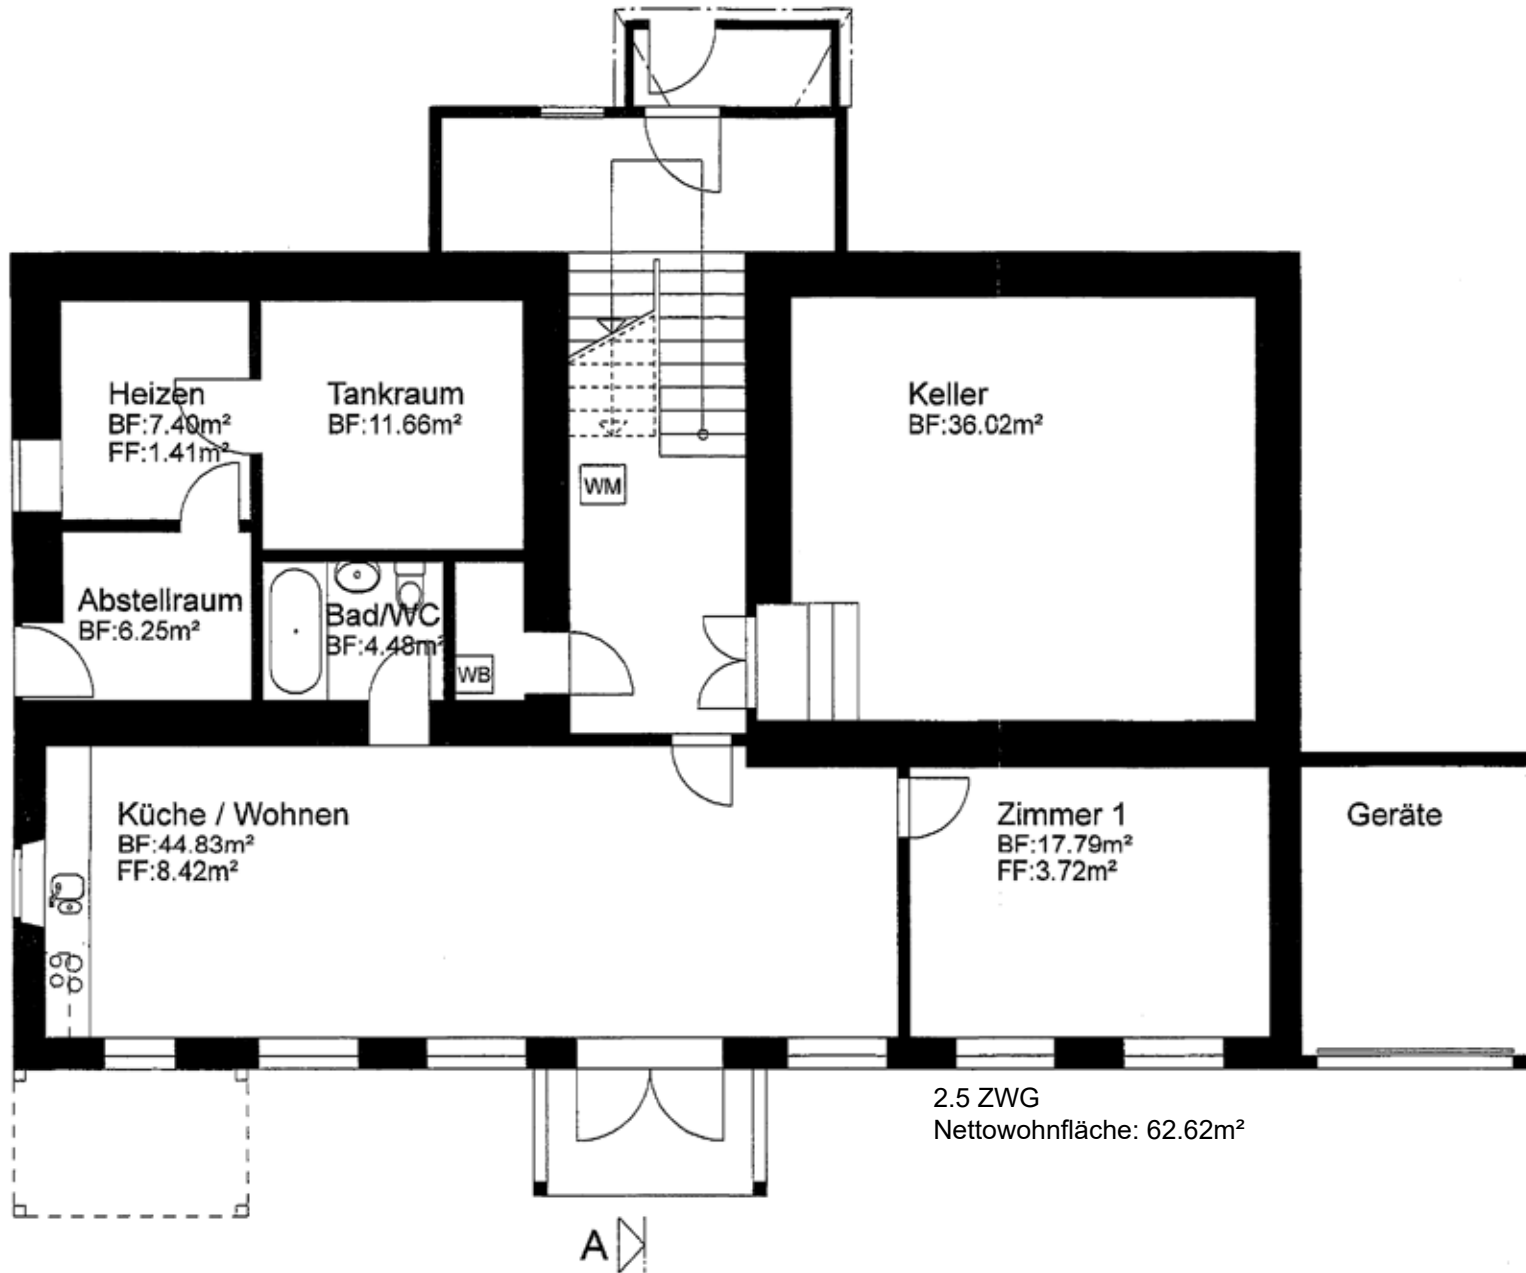 Heizen
BF:7.40m²
FF:1.41m²
Tankraum
BF:11.66m²
Keller
BF:36.02m²
WM
Abstellraum
BF:6.25m²
Bad/WC
BF:4.48m²
WB
Küche / Wohnen
BF:44.83m²
FF:8.42m²
Zimmer 1
BF:17.79m²
FF:3.72m²
Geräte
2.5 ZWG
Nettowohnfläche: 62.62m²
A